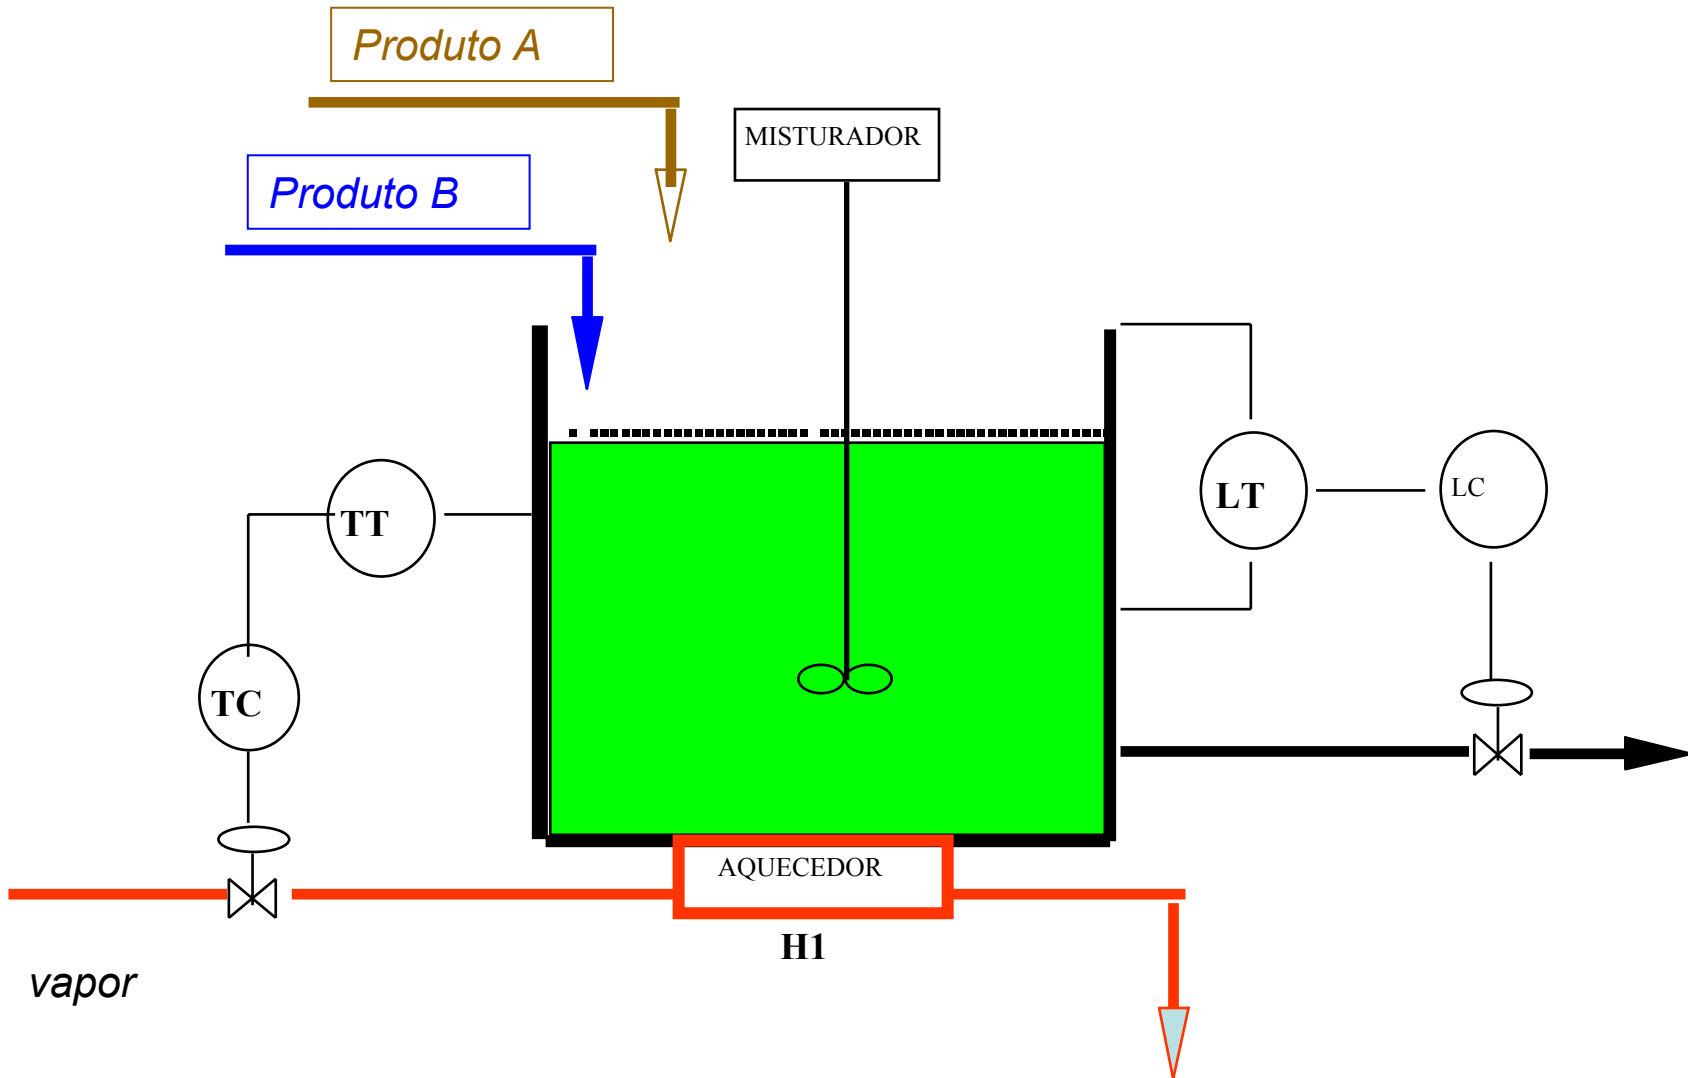 Produto A
MISTURADOR
Produto B
TT
LT
LC
TC
AQUECEDOR
H1
vapor